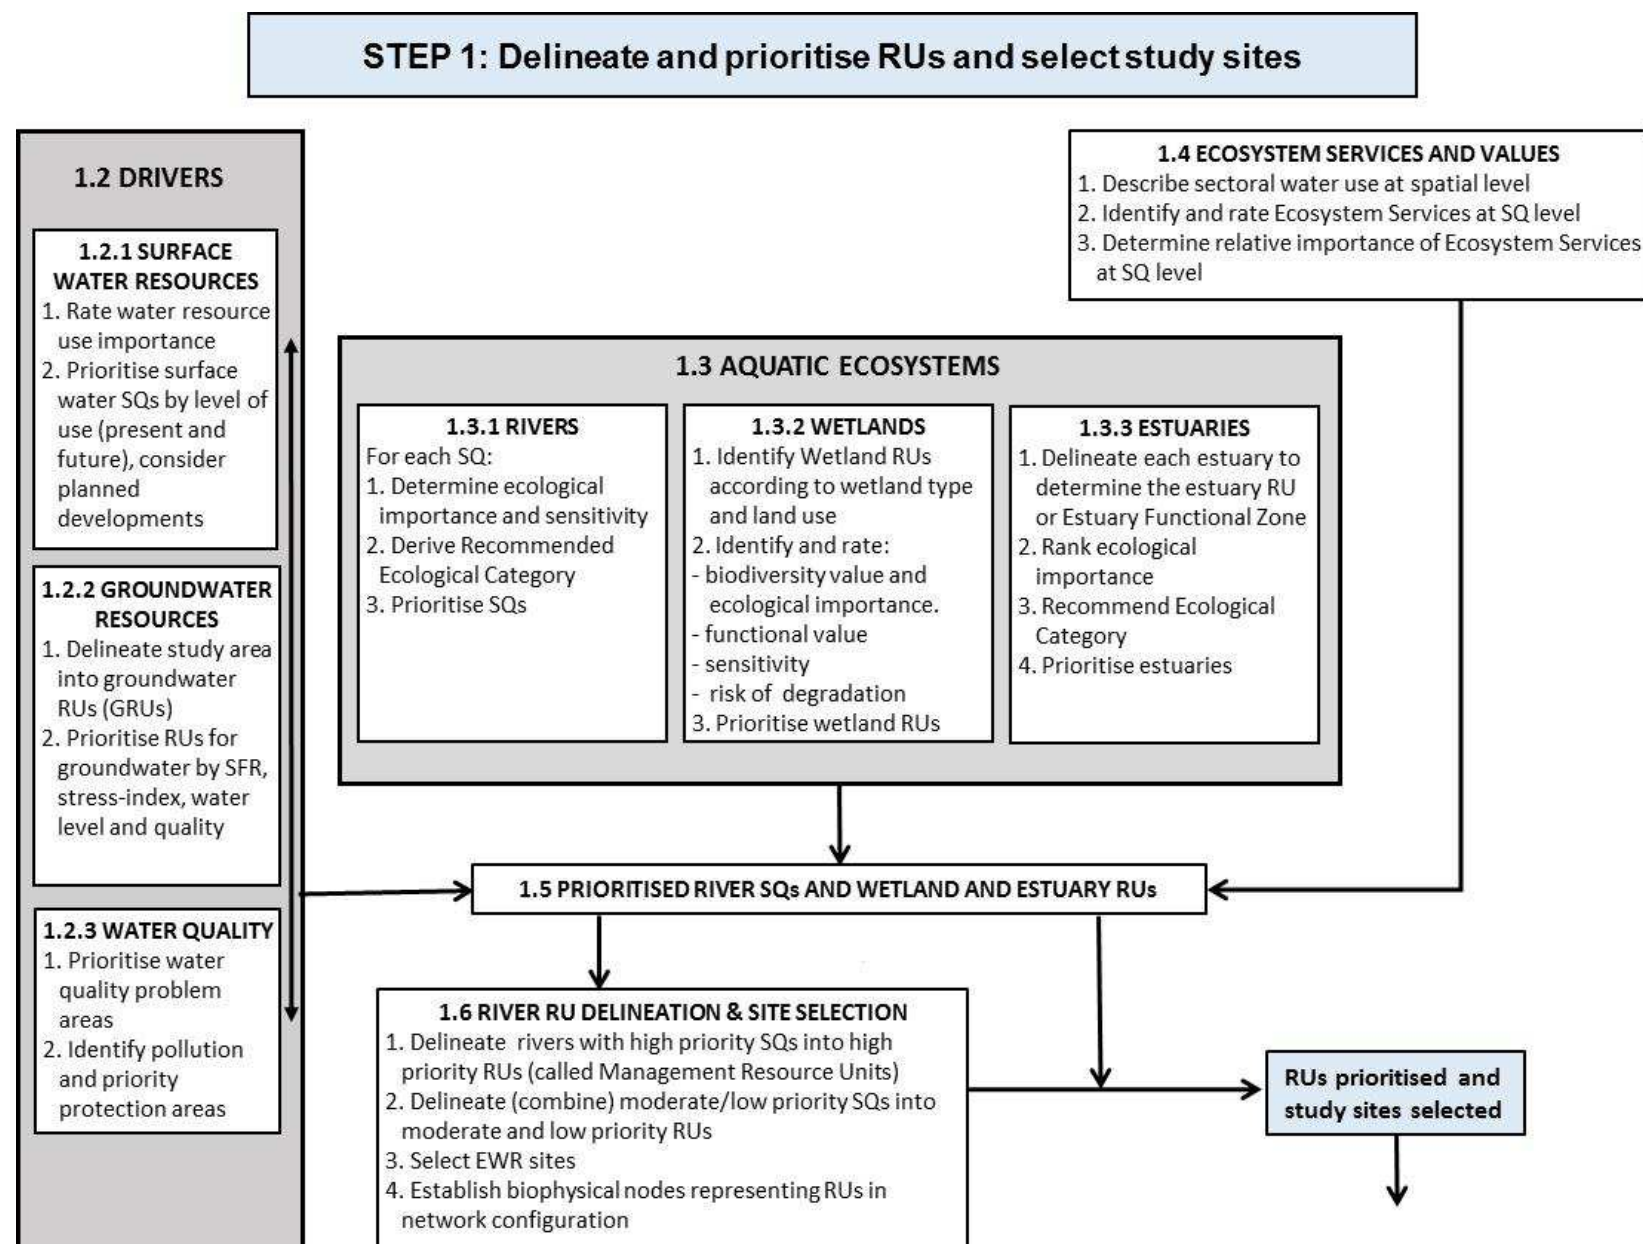 STEP 1: Delineate and prioritise RUs and select study sites
1.2 DRIVERS
1.2.1 SURFACE
WATER RESOURCES
1. Rate water resource
use importance
2. Prioritise surface
water SQs by level of
use (present and
future), consider
planned
developments
1.2.2 GROUNDWATER
RESOURCES
1. Delineate study area
into groundwater
RUs (GRUs)
2. Prioritise RUs for
groundwater by SFR,
stress-index, water
level and quality
1.2.3 WATER QUALITY
1. Prioritise water
quality problem
areas
2. Identify pollution
and priority
protection areas
1.4 ECOSYSTEM SERVICES AND VALUES
1. Describe sectoral water use at spatial level
2. Identify and rate Ecosystem Services at SQ level
3. Determine relative importance of Ecosystem Services
at SQ level
1.3 AQUATIC ECOSYSTEMS
1.3.1 RIVERS
For each SQ:
1. Determine ecological
importance and sensitivity
2. Derive Recommended
Ecological Category
3. Prioritise SQs
1.3.2 WETLANDS
1. Identify Wetland RUs
according to wetland type
and land use
2. Identify and rate:
- biodiversity value and
ecological importance.
- functional value
- sensitivity
- risk of degradation
3. Prioritise wetland RUs
1.3.3 ESTUARIES
1. Delineate each estuary to
determine the estuary RU
or Estuary Functional Zone
2. Rank ecological
importance
3. Recommend Ecological
Category
4. Prioritise estuaries
1.5 PRIORITISED RIVER SQs AND WETLAND AND ESTUARY RUs
1.6 RIVER RU DELINEATION & SITE SELECTION
1. Delineate rivers with high priority SQs into high
priority RUs (called Management Resource Units)
2. Delineate (combine) moderate/low priority SQs into
moderate and low priority RUs
3. Select EWR sites
4. Establish biophysical nodes representing RUs in
network configuration
RUs prioritised and
study sites selected